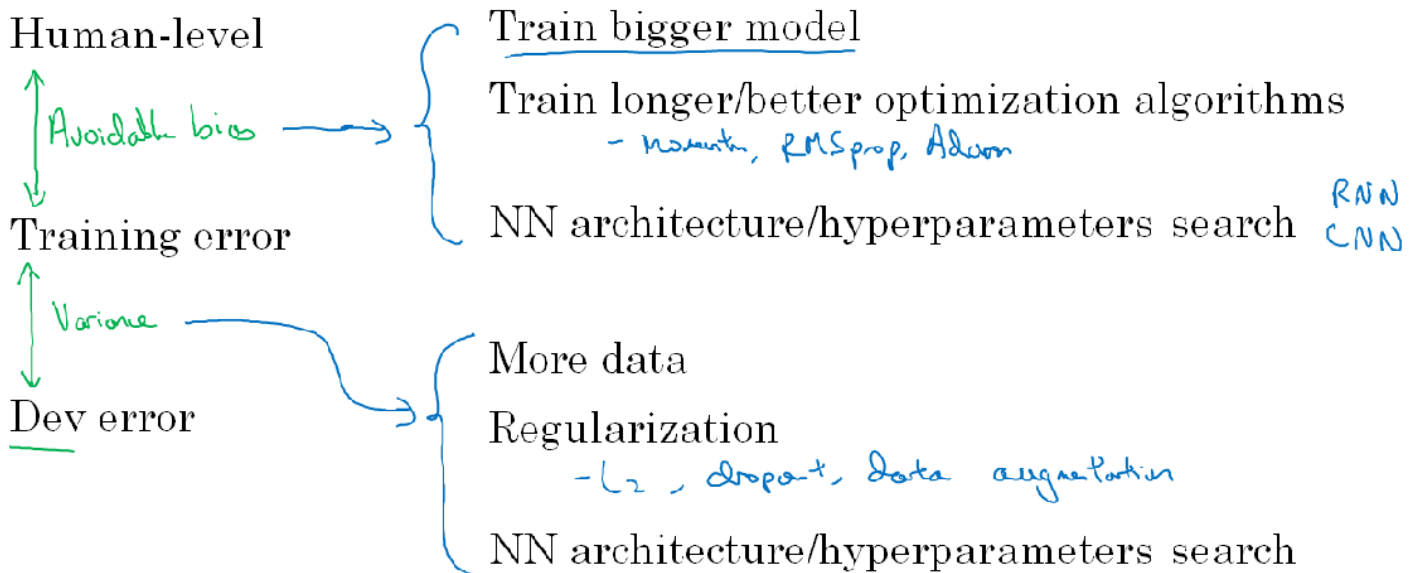 Human-level
Avoidable bias
Training error
Variance
Dev error
Train bigger model
Train longer/better optimization algorithms
- momentum, RMSprop, Adam
NN architecture/hyperparameters search
RNN
CNN
More data
Regularization
- L2, dropout, data augmentation
NN architecture/hyperparameters search